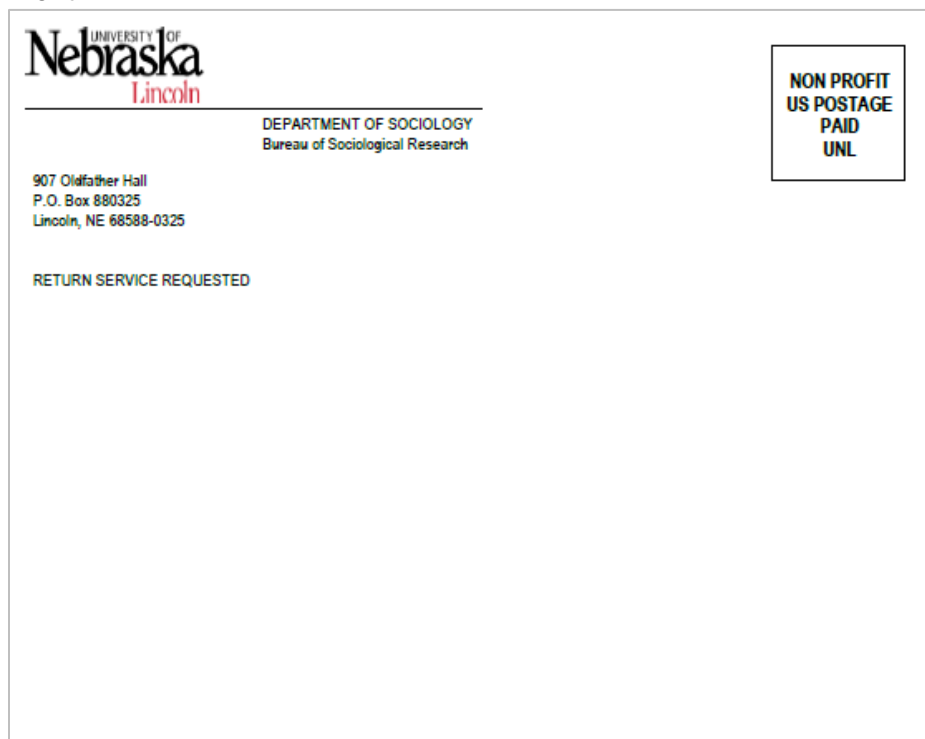 UNIVERSITY OF
Nebraska
Lincoln
DEPARTMENT OF SOCIOLOGY
Bureau of Sociological Research
907 Oldfather Hall
P.O. Box 880325
Lincoln, NE 68588-0325
RETURN SERVICE REQUESTED
NON PROFIT
US POSTAGE
PAID
UNL